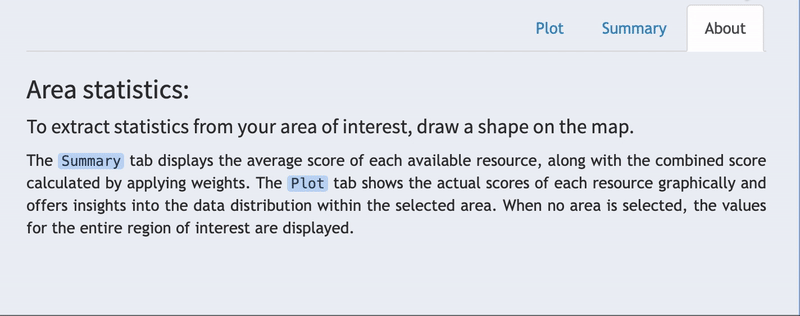 Plot Summary About
Area statistics:
To extract statistics from your area of interest, draw a shape on the map.
The Summary tab displays the average score of each available resource, along with the combined score
calculated by applying weights. The Plot tab shows the actual scores of each resource graphically and
offers insights into the data distribution within the selected area. When no area is selected, the values
for the entire region of interest are displayed.